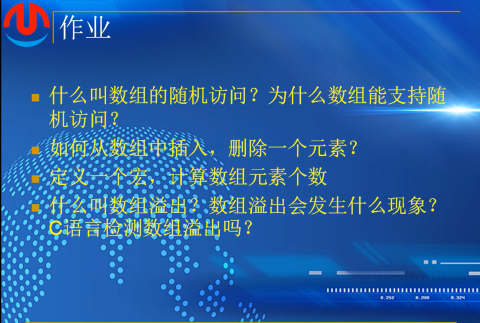 作业
什么叫数组的随机访问？为什么数组能支持随
机访问？
如何从数组中插入，删除一个元素？
定义一个宏，计算数组元素个数
什么叫数组溢出？数组溢出会发生什么现象？
C语言检测数组溢出吗？
0.252 0.288 0.324